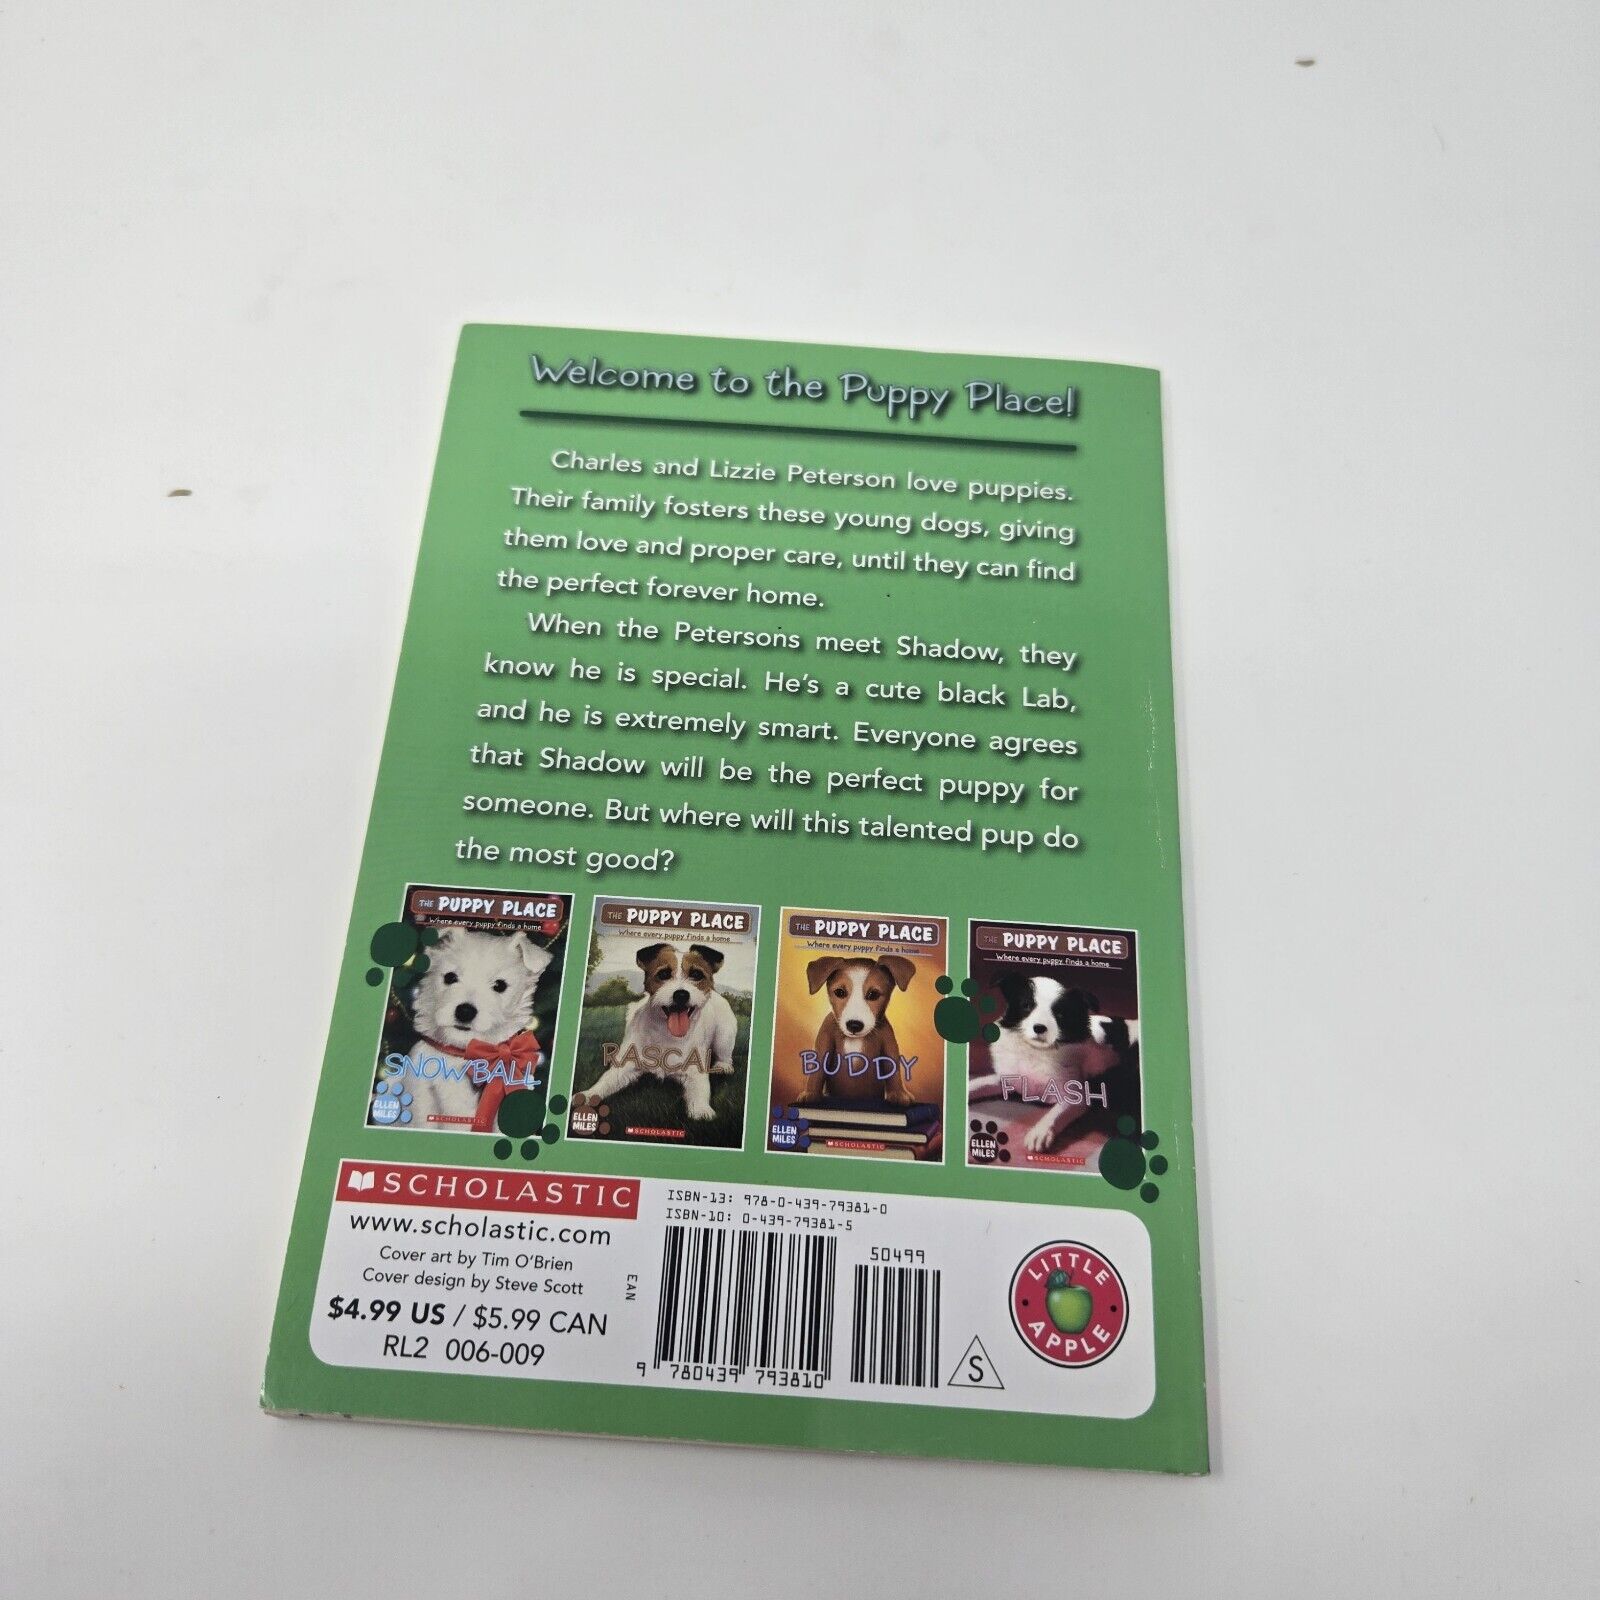 Welcome to the Puppy Place!
Charles and Lizzie Peterson love puppies.
Their family fosters these young dogs, giving
them love and proper care, until they can find
the perfect forever home.
When the Petersons meet Shadow, they
know he is special. He's a cute black Lab,
and he is extremely smart. Everyone agrees
that Shadow will be the perfect puppy for
someone. But where will this talented pup do
the most good?
THE PUPPY PLACE
Where every puppy finds a home
SNOWBALL
ELLEN
MILES
SCHOLASTIC
THE PUPPY PLACE
Where every puppy finds a home
RASCAL
ELLEN
MILES
SCHOLASTIC
THE PUPPY PLACE
Where every puppy finds a home
BUDDY
ELLEN
MILES
SCHOLASTIC
THE PUPPY PLACE
Where every puppy finds a home
FLASH
ELLEN
MILES
SCHOLASTIC
SCHOLASTIC
www.scholastic.com
Cover art by Tim O'Brien
Cover design by Steve Scott
$4.99 US / $5.99 CAN
RL2 006-009
ISBN-13: 978-0-439-79381-0
ISBN-10: 0-439-79381-5
EAN
50499
9 780439 793810
S
LITTLE
APPLE